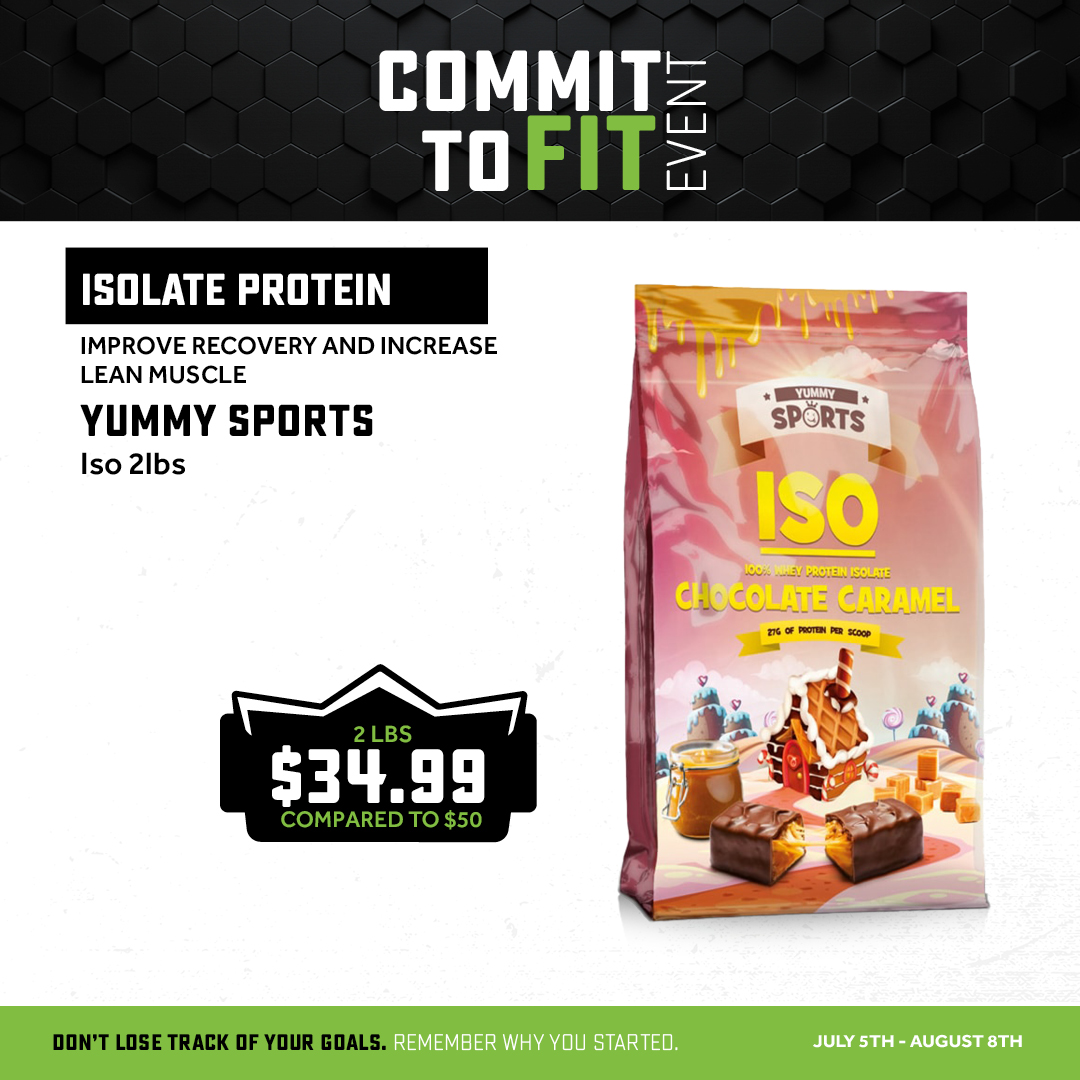 COMMIT
TO FIT
EVENT
ISOLATE PROTEIN
IMPROVE RECOVERY AND INCREASE
LEAN MUSCLE
YUMMY SPORTS
Iso 2lbs
YUMMY
SPORTS
ISO
100% WHEY PROTEIN ISOLATE
CHOCOLATE CARAMEL
27G OF PROTEIN PER SCOOP
2 LBS
$34.99
COMPARED TO $50
DON'T LOSE TRACK OF YOUR GOALS. REMEMBER WHY YOU STARTED.
JULY 5TH - AUGUST 8TH